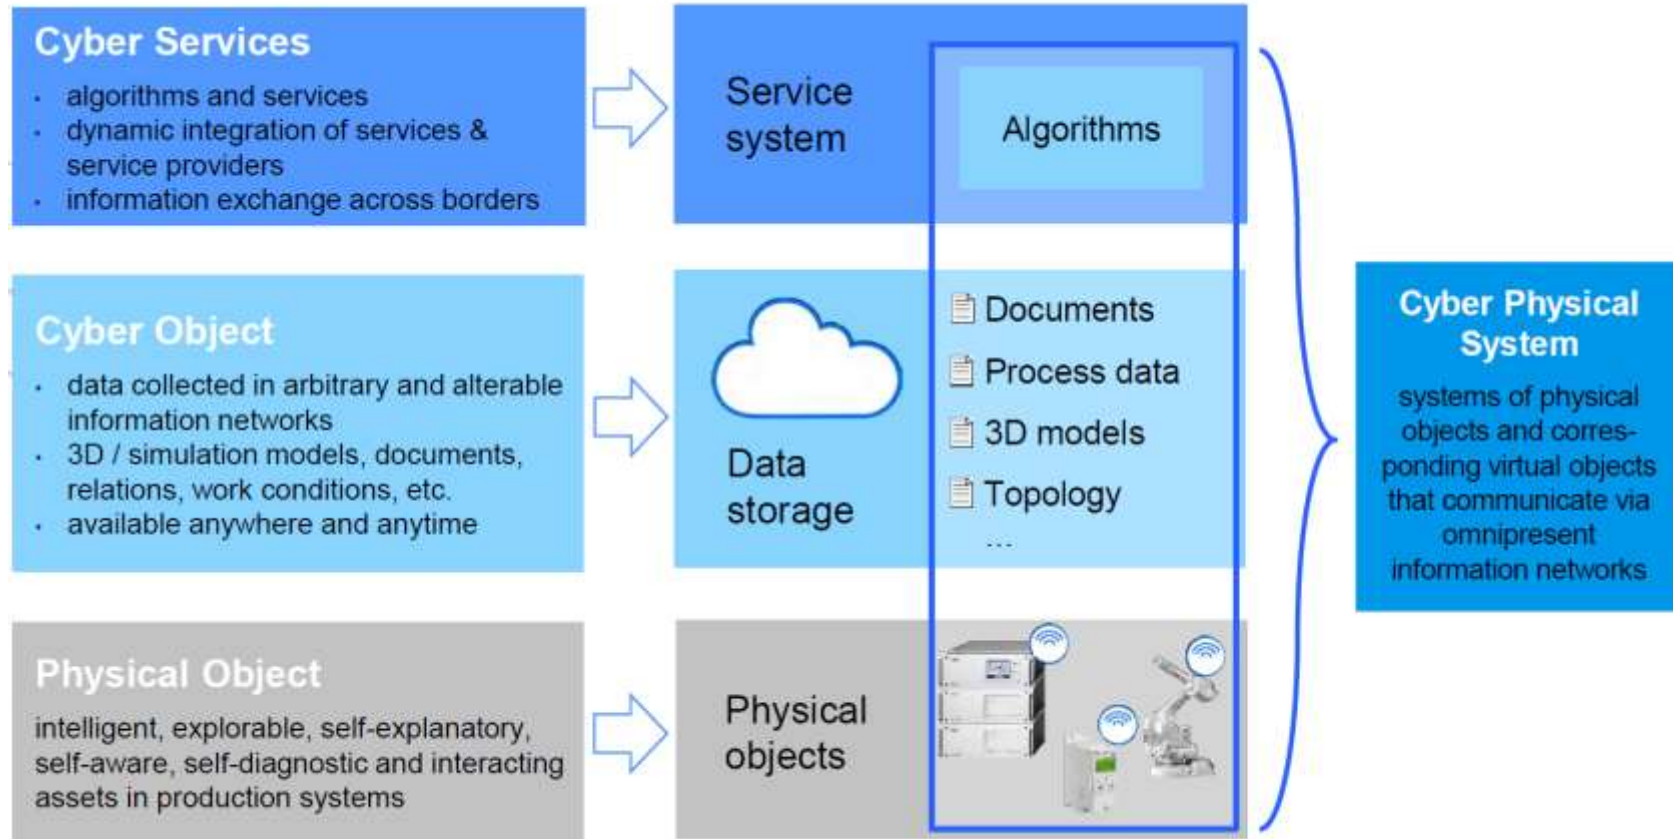 Cyber Services
· algorithms and services
· dynamic integration of services &
service providers
· information exchange across borders
Service
system
Algorithms
Cyber Object
· data collected in arbitrary and alterable
information networks
· 3D / simulation models, documents,
relations, work conditions, etc.
· available anywhere and anytime
Data
storage
Documents
Process data
3D models
Topology
...
Physical Object
intelligent, explorable, self-explanatory,
self-aware, self-diagnostic and interacting
assets in production systems
Physical
objects
Cyber Physical
System
systems of physical
objects and corres-
ponding virtual objects
that communicate via
omnipresent
information networks